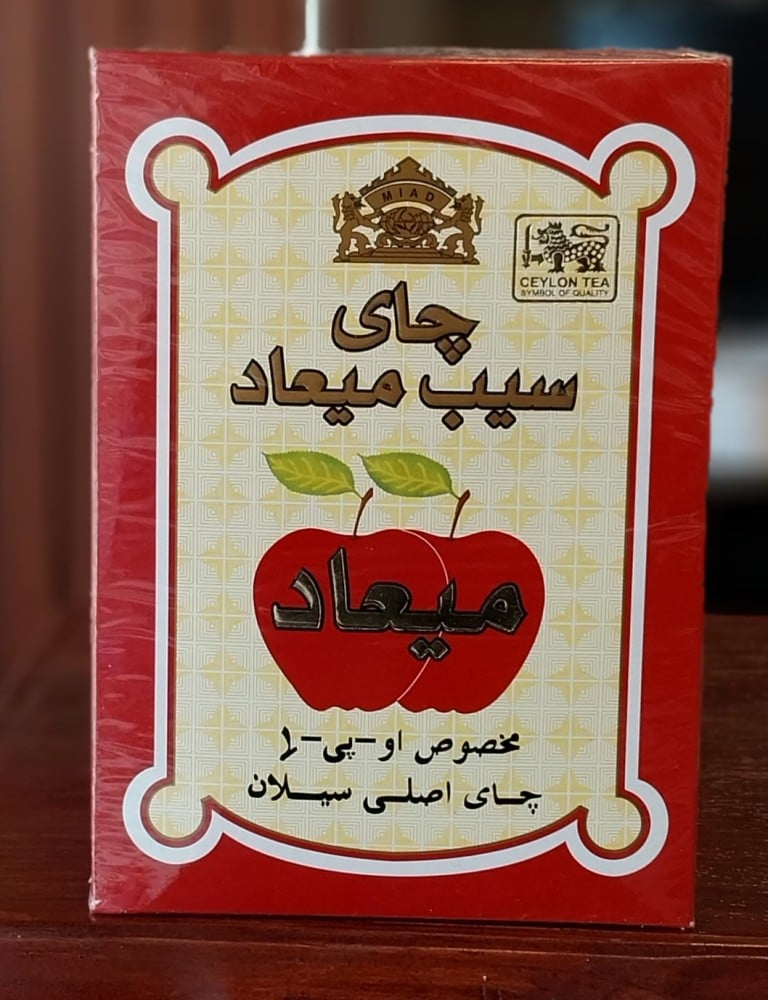 MIAD
CEYLON TEA
SYMBOL OF QUALITY
چای
سیب میعاد
میعاد
مخصوص او-پی-۱
چای اصلی سیلان